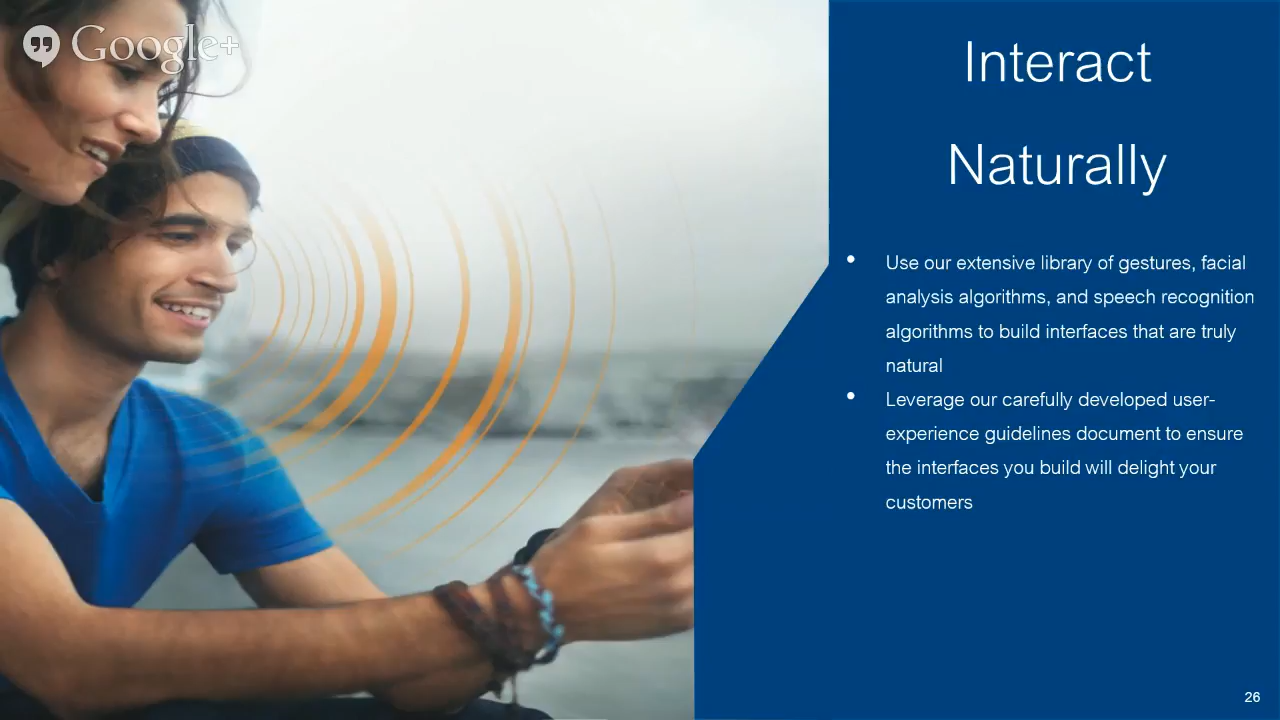 Google+
Interact
Naturally
• Use our extensive library of gestures, facial
analysis algorithms, and speech recognition
algorithms to build interfaces that are truly
natural
• Leverage our carefully developed user-
experience guidelines document to ensure
the interfaces you build will delight your
customers
26